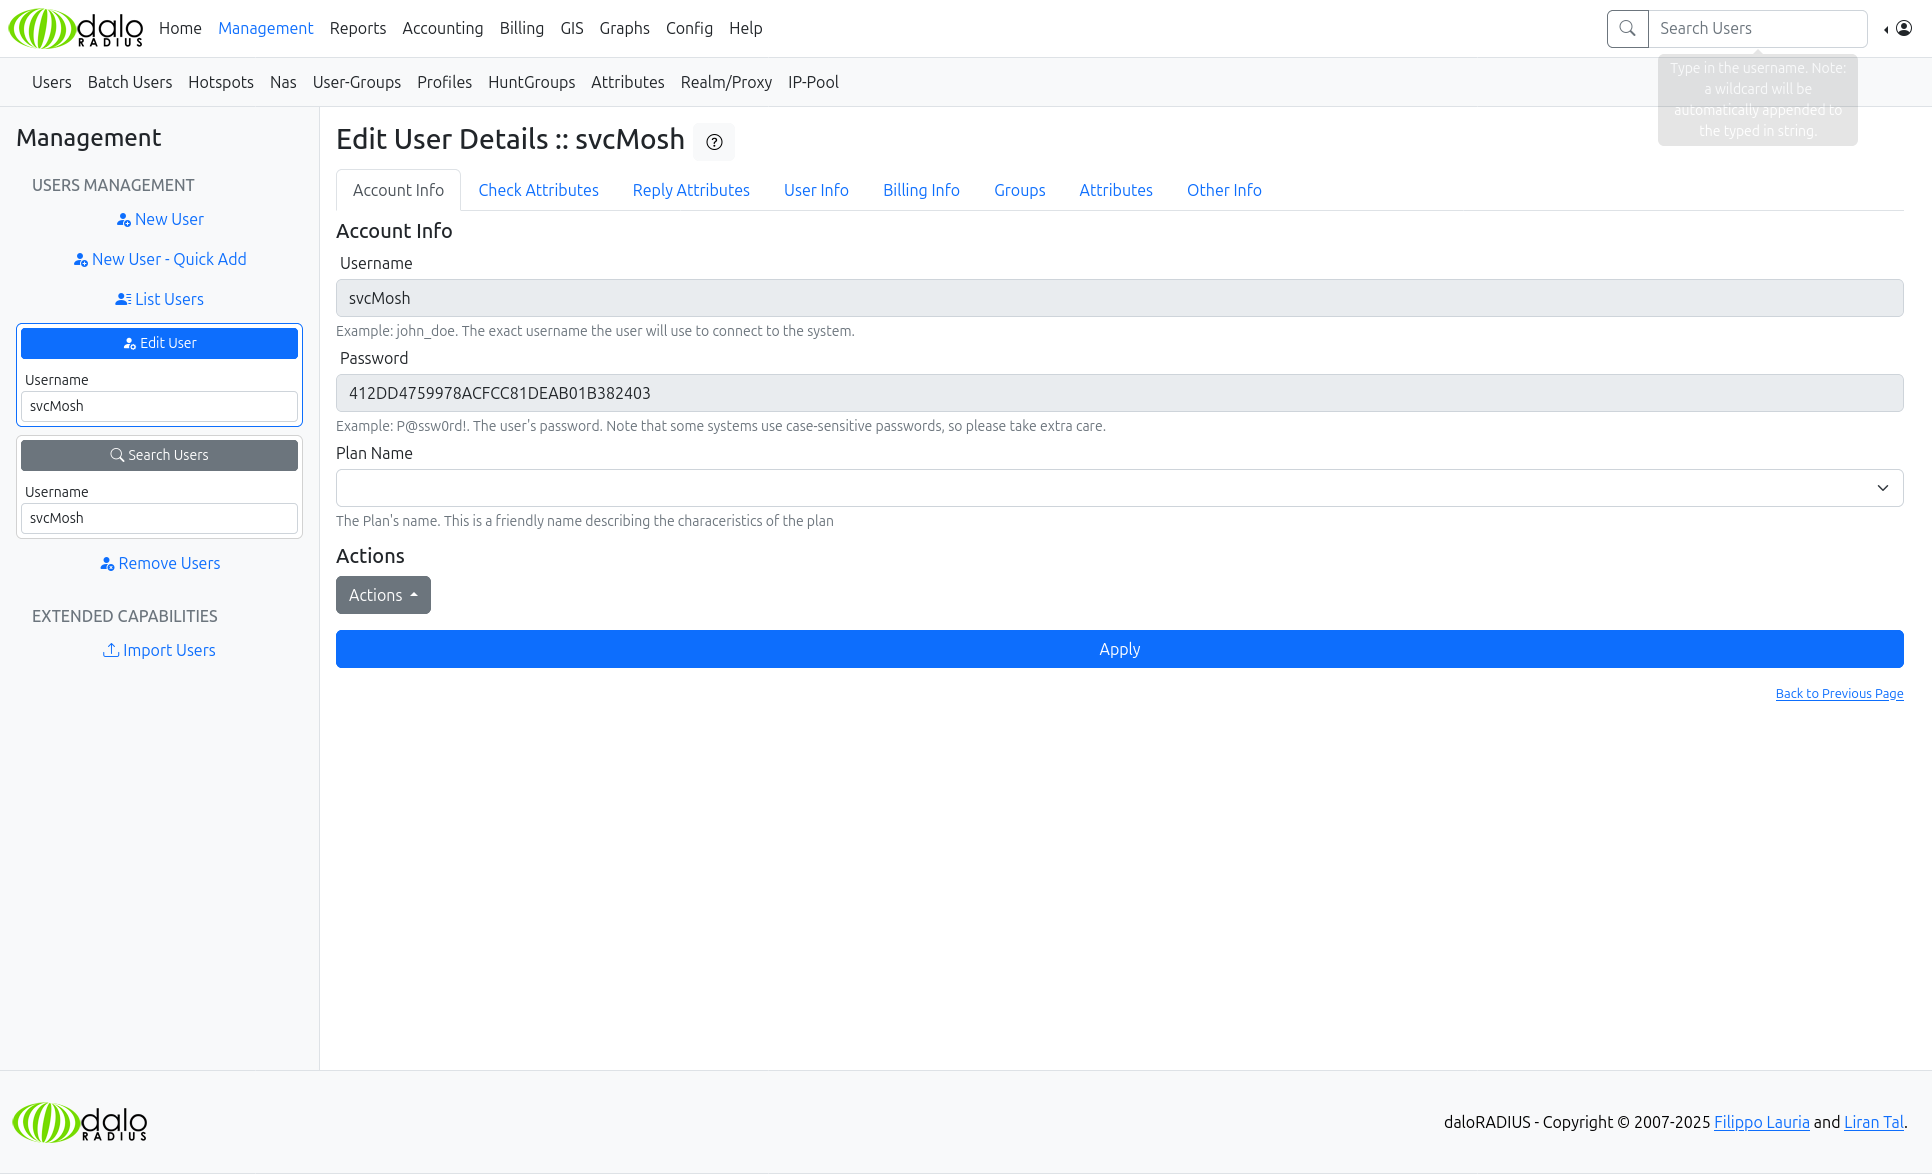 dalo
RADIUS
Home Management Reports Accounting Billing GIS Graphs Config Help
Search Users
Users Batch Users Hotspots Nas User-Groups Profiles HuntGroups Attributes Realm/Proxy IP-Pool
Type in the username. Note:
a wildcard will be
automatically appended to
the typed in string.
Management
USERS MANAGEMENT
New User
New User - Quick Add
List Users
Edit User
Username
svcMosh
Search Users
Username
svcMosh
Remove Users
EXTENDED CAPABILITIES
Import Users
Edit User Details :: svcMosh
Account Info Check Attributes Reply Attributes User Info Billing Info Groups Attributes Other Info
Account Info
Username
svcMosh
Example: john_doe. The exact username the user will use to connect to the system.
Password
412DD4759978ACFCC81DEAB01B382403
Example: P@ssw0rd!. The user's password. Note that some systems use case-sensitive passwords, so please take extra care.
Plan Name
The Plan's name. This is a friendly name describing the characeristics of the plan
Actions
Actions
Apply
Back to Previous Page
dalo
RADIUS
daloRADIUS - Copyright © 2007-2025 Filippo Lauria and Liran Tal.